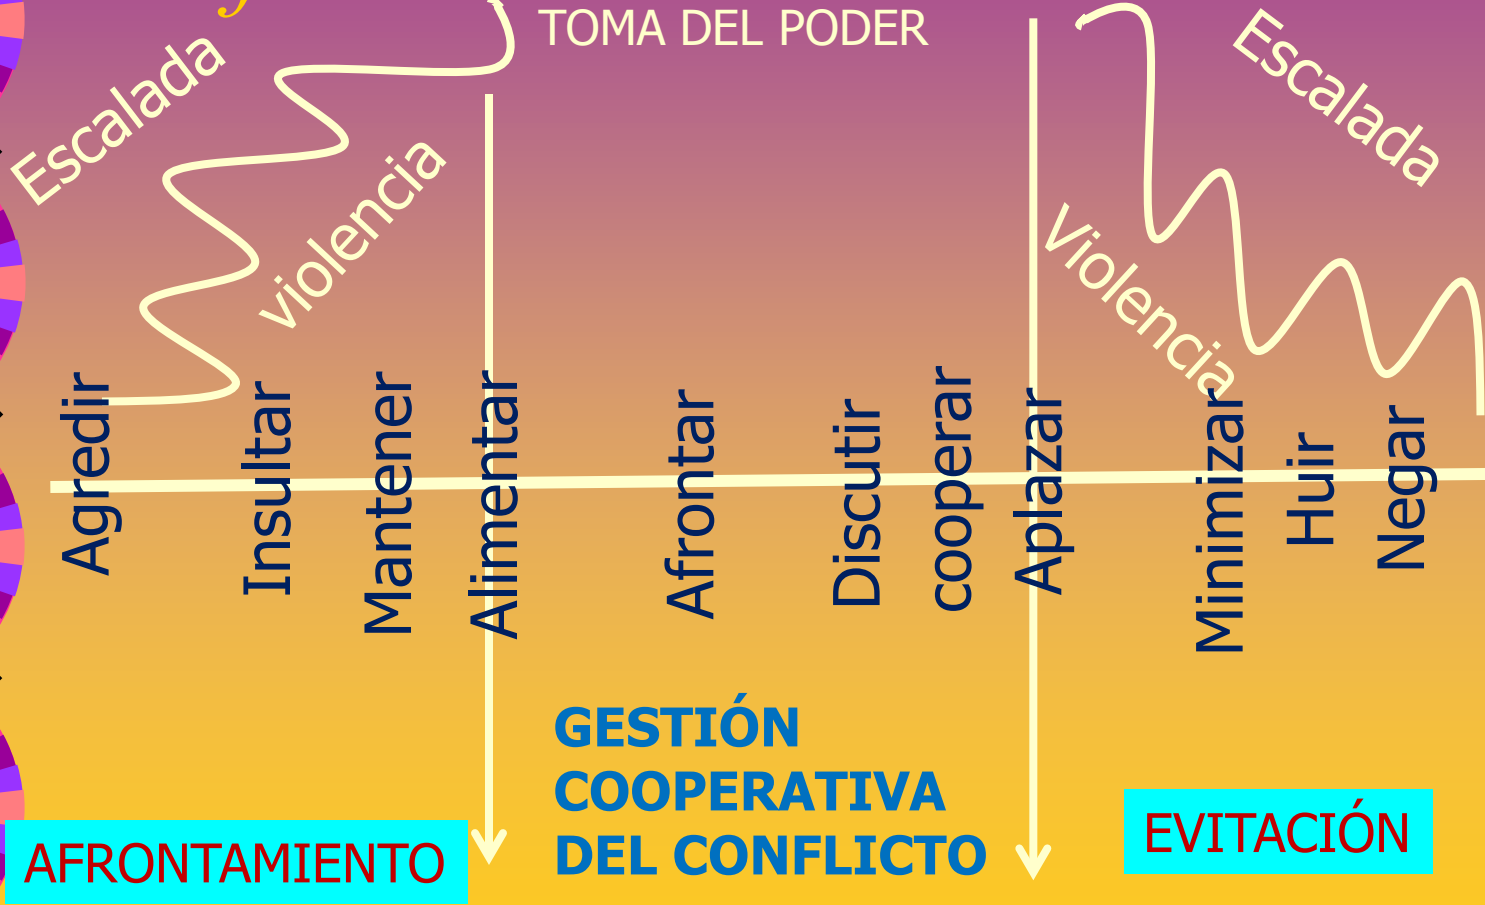 TOMA DEL PODER
Escalada
violencia
Escalada
Violencia
Agredir
Insultar
Mantener
Alimentar
Afrontar
Discutir
cooperar
Aplazar
Minimizar
Huir
Negar
GESTIÓN
COOPERATIVA
DEL CONFLICTO
AFRONTAMIENTO
EVITACIÓN